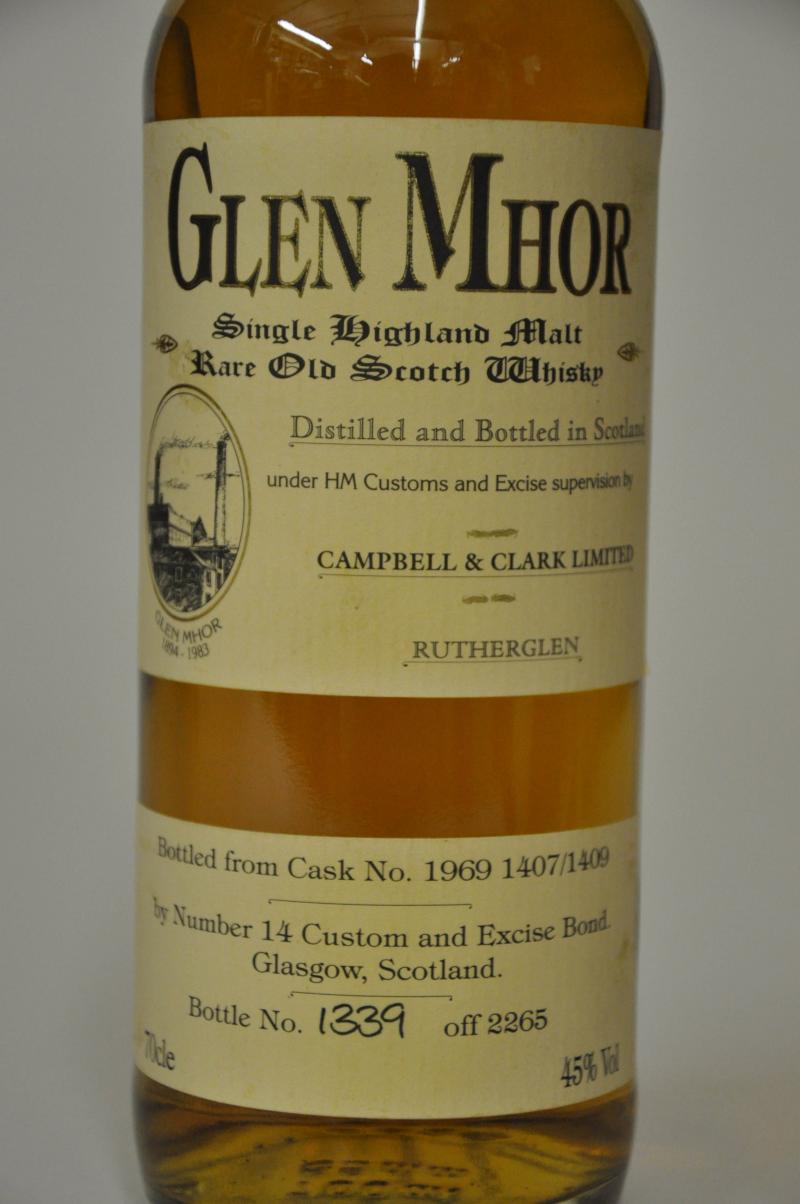 GLEN MHOR
Single Highland Malt
Rare Old Scotch Whisky
Distilled and Bottled in Scotland
under HM Customs and Excise supervision by
CAMPBELL & CLARK LIMITED
RUTHERGLEN
GLEN MHOR
1894 - 1983
Bottled from Cask No. 1969 1407/1409
by Number 14 Custom and Excise Bond.
Glasgow, Scotland.
Bottle No. 1339 off 2265
70cle
45% Vol